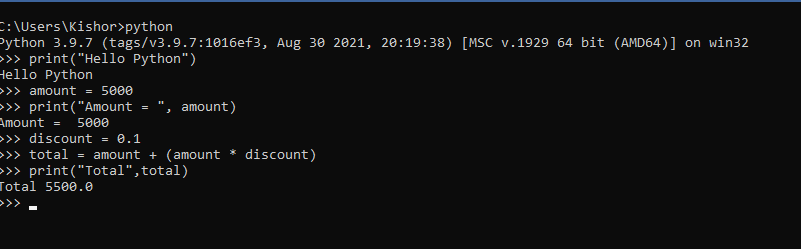 C:\Users\Kishor>python
Python 3.9.7 (tags/v3.9.7:1016ef3, Aug 30 2021, 20:19:38) [MSC v.1929 64 bit (AMD64)] on win32
>>> print("Hello Python")
Hello Python
>>> amount = 5000
>>> print("Amount = ", amount)
Amount =  5000
>>> discount = 0.1
>>> total = amount + (amount * discount)
>>> print("Total",total)
Total 5500.0
>>>